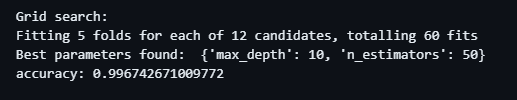 Grid search:
Fitting 5 folds for each of 12 candidates, totalling 60 fits
Best parameters found:  {'max_depth': 10, 'n_estimators': 50}
accuracy: 0.996742671009772